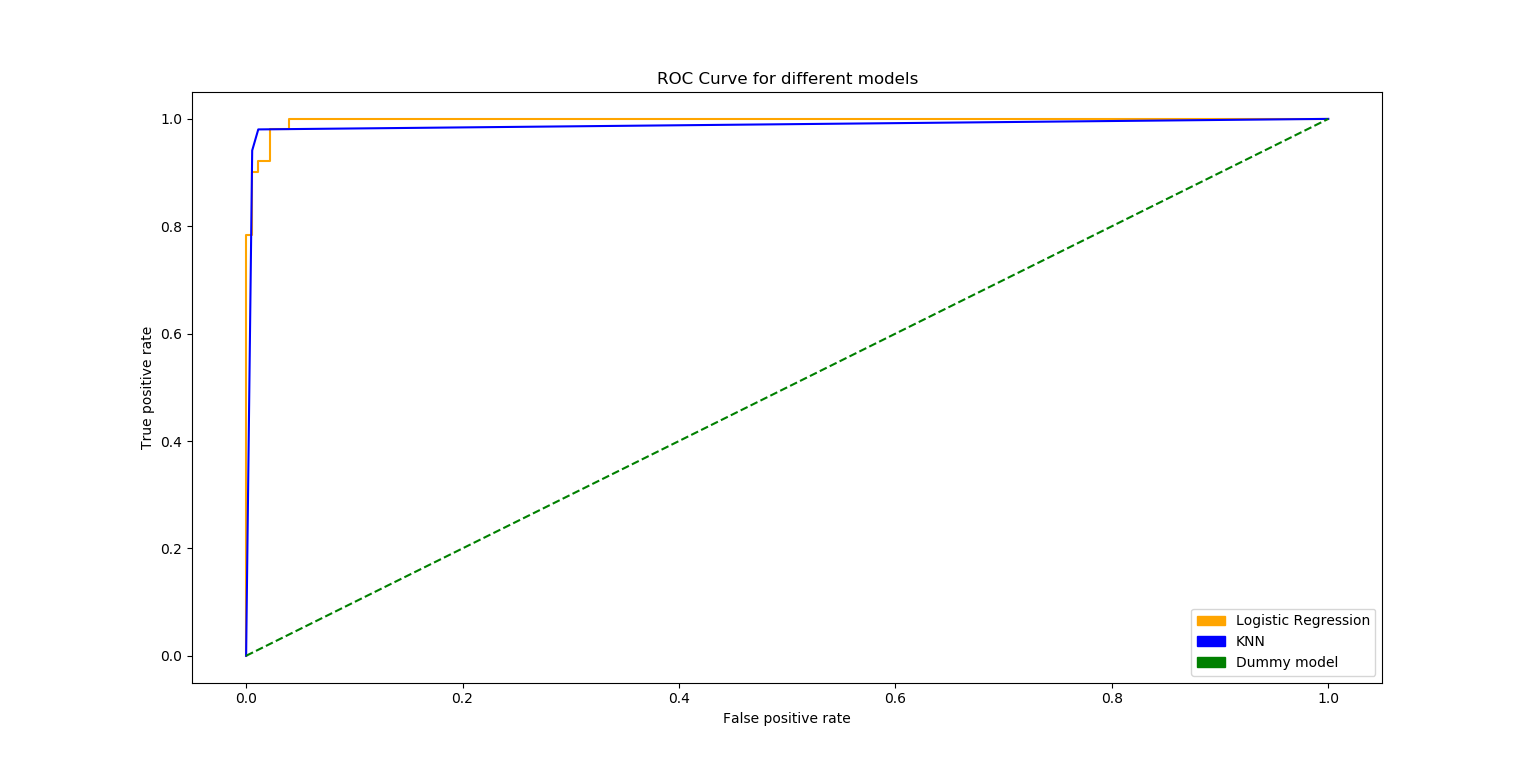 ROC Curve for different models
True positive rate
1.0
0.8
0.6
0.4
0.2
0.0
0.0 0.2 0.4 0.6 0.8 1.0
False positive rate
Logistic Regression
KNN
Dummy model